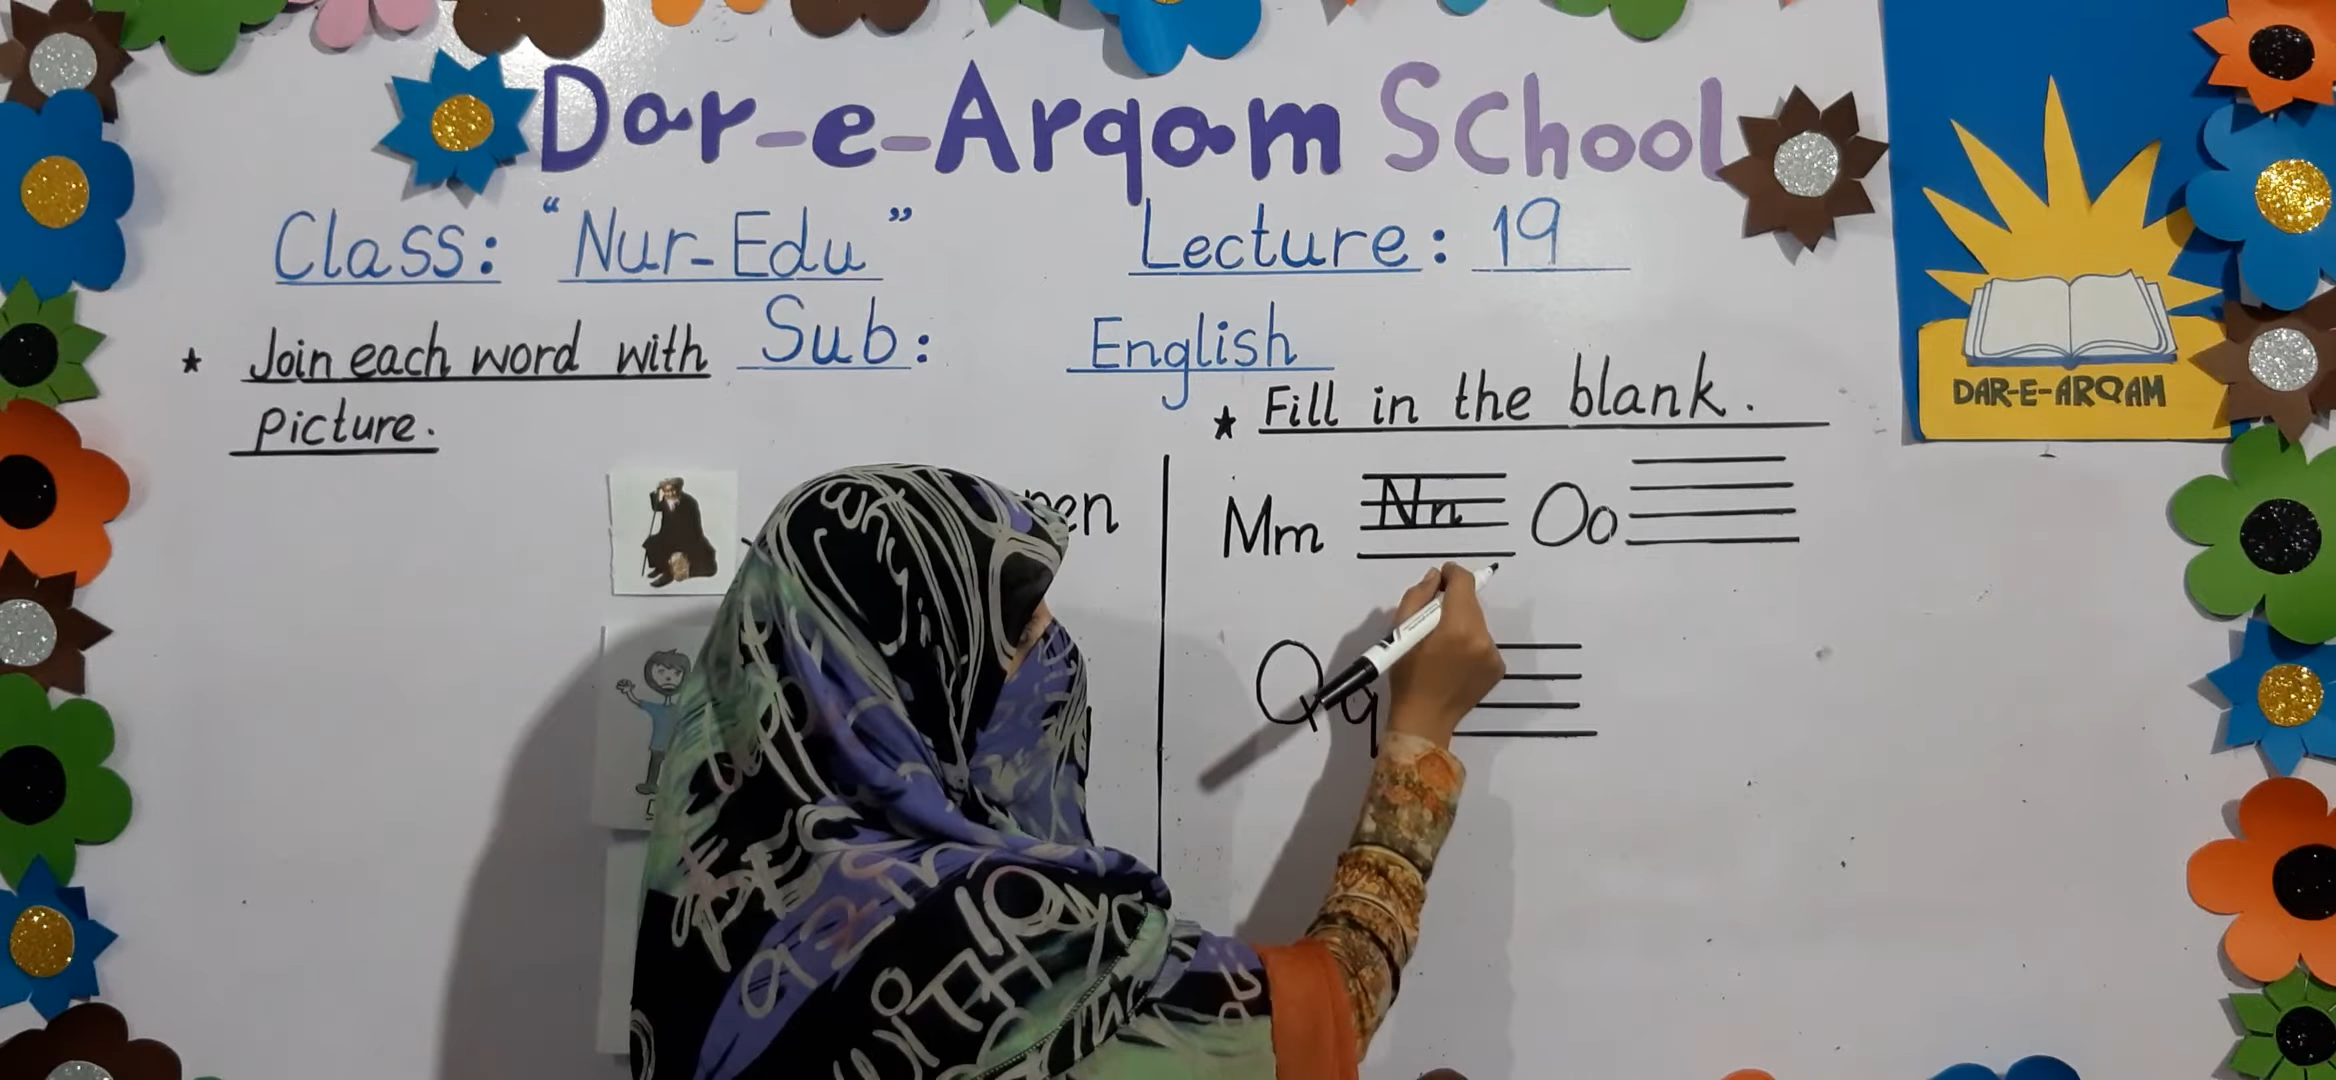 Dar-e-Arqam School
Class: "Nur-Edu" Lecture: 19
Sub: English
★ Join each word with
Picture.
★ Fill in the blank.
Mm Nn Oo
Qq
DAR-E-ARQAM